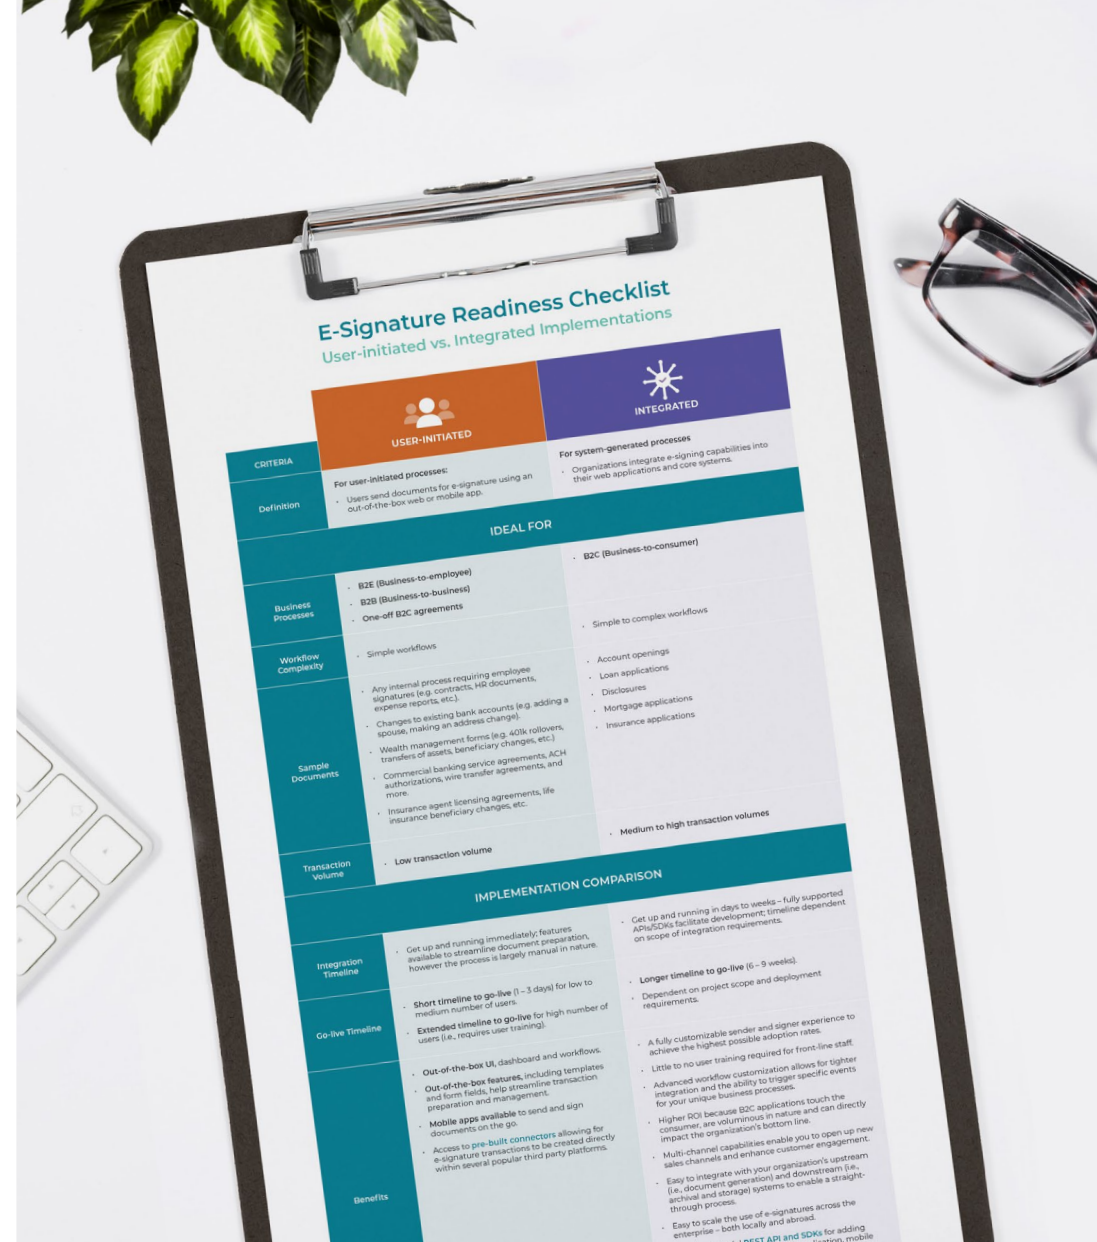 E-Signature Readiness Checklist
User-initiated vs. Integrated Implementations
USER-INITIATED
INTEGRATED
CRITERIA
Definition
For user-initiated processes:
· Users send documents for e-signature using an
out-of-the-box web or mobile app.
For system-generated processes
· Organizations integrate e-signing capabilities into
their web applications and core systems.
IDEAL FOR
Business
Processes
· B2E (Business-to-employee)
· B2B (Business-to-business)
· One-off B2C agreements
· B2C (Business-to-consumer)
Workflow
Complexity
· Simple workflows
· Simple to complex workflows
Sample
Documents
· Any internal process requiring employee
signatures (e.g. contracts, HR documents,
expense reports, etc.).
· Changes to existing bank accounts (e.g. adding a
spouse, making an address change).
· Wealth management forms (e.g. 401k rollovers,
transfers of assets, beneficiary changes, etc.)
· Commercial banking service agreements, ACH
authorizations, wire transfer agreements, and
more.
· Insurance agent licensing agreements, life
insurance beneficiary changes, etc.
· Account openings
· Loan applications
· Disclosures
· Mortgage applications
· Insurance applications
Transaction
Volume
· Low transaction volume
· Medium to high transaction volumes
IMPLEMENTATION COMPARISON
Integration
Timeline
· Get up and running immediately; features
available to streamline document preparation,
however the process is largely manual in nature.
· Get up and running in days to weeks – fully supported
APIs/SDKs facilitate development; timeline dependent
on scope of integration requirements.
Go-live Timeline
· Short timeline to go-live (1 – 3 days) for low to
medium number of users.
· Extended timeline to go-live for high number of
users (i.e., requires user training).
· Longer timeline to go-live (6 – 9 weeks).
· Dependent on project scope and deployment
requirements.
Benefits
· Out-of-the-box UI, dashboard and workflows.
· Out-of-the-box features, including templates
and form fields, help streamline transaction
preparation and management.
· Mobile apps available to send and sign
documents on the go.
· Access to pre-built connectors allowing for
e-signature transactions to be created directly
within several popular third party platforms.
· A fully customizable sender and signer experience to
achieve the highest possible adoption rates.
· Little to no user training required for front-line staff.
· Advanced workflow customization allows for tighter
integration and the ability to trigger specific events
for your unique business processes.
· Higher ROI because B2C applications touch the
consumer, are voluminous in nature and can directly
impact the organization's bottom line.
· Multi-channel capabilities enable you to open up new
sales channels and enhance customer engagement.
· Easy to integrate with your organization's upstream
(i.e., document generation) and downstream (i.e.,
archival and storage) systems to enable a straight-
through process.
· Easy to scale the use of e-signatures across the
enterprise – both locally and abroad.
REST API and SDKs for adding
mobile